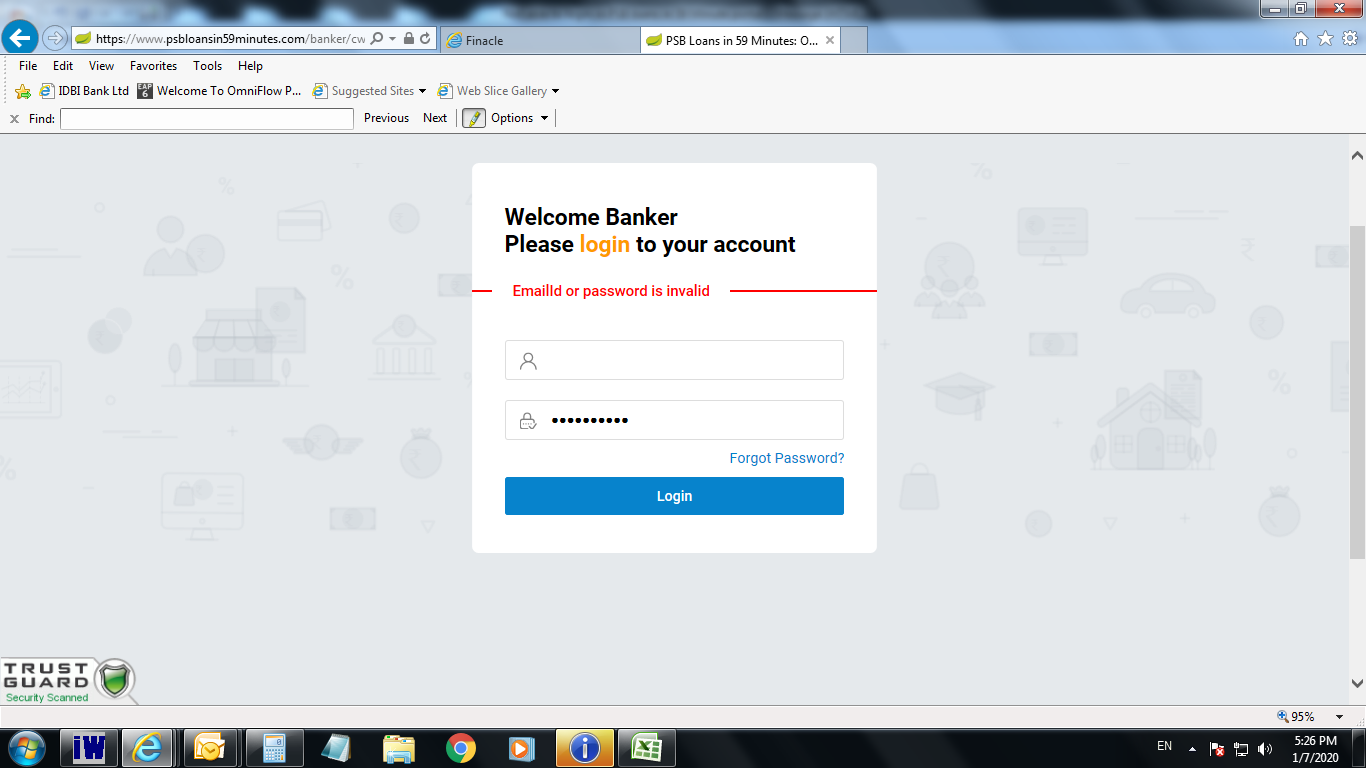 https://www.psbloansin59minutes.com/banker/cw
Finacle
PSB Loans in 59 Minutes: O...
File Edit View Favorites Tools Help
IDBI Bank Ltd
EAP 6
Welcome To OmniFlow P...
Suggested Sites
Web Slice Gallery
x Find:
Previous Next
Options
Welcome Banker
Please login to your account
EmailId or password is invalid
••••••••••
Forgot Password?
Login
TRUST
GUARD
Security Scanned
95%
iW
EN
5:26 PM
1/7/2020